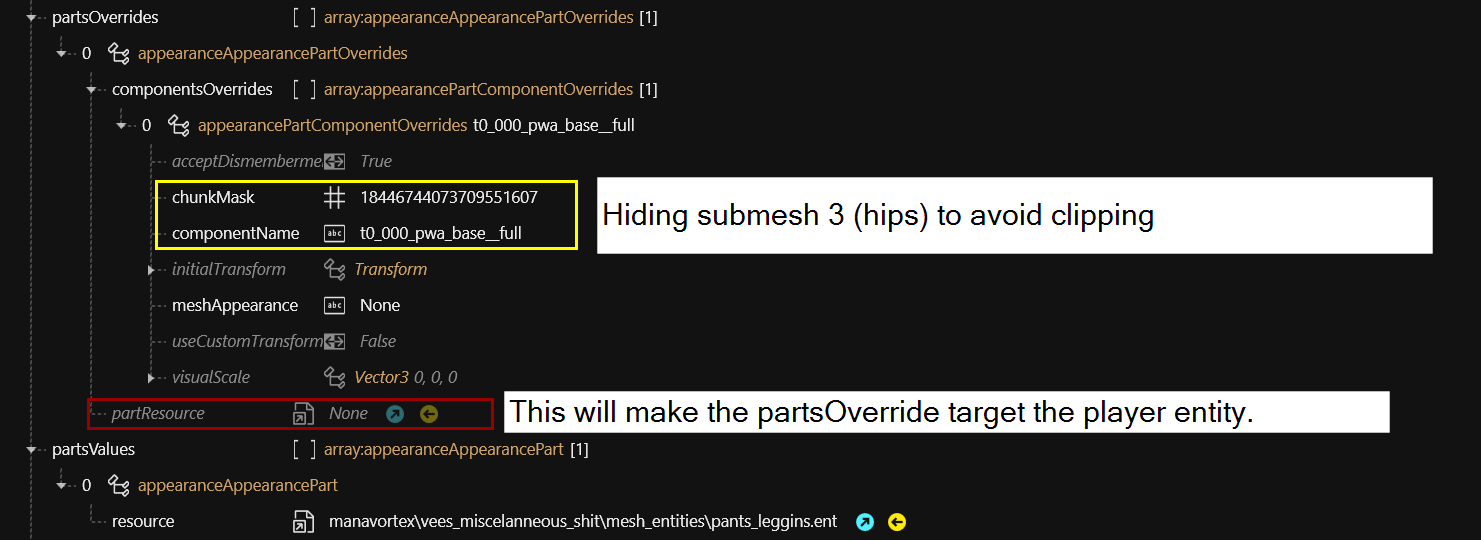 partsOverrides [ ] array:appearanceAppearancePartOverrides [1]
0 appearanceAppearancePartOverrides
componentsOverrides [ ] array:appearancePartComponentOverrides [1]
0 appearancePartComponentOverrides t0_000_pwa_base__full
acceptDismemberme True
chunkMask 18446744073709551607
Hiding submesh 3 (hips) to avoid clipping
componentName abc t0_000_pwa_base__full
initialTransform Transform
meshAppearance abc None
useCustomTransform False
visualScale Vector3 0, 0, 0
partResource None
This will make the partsOverride target the player entity.
partsValues [ ] array:appearanceAppearancePart [1]
0 appearanceAppearancePart
resource manavortex\vees_miscelanneous_shit\mesh_entities\pants_leggins.ent